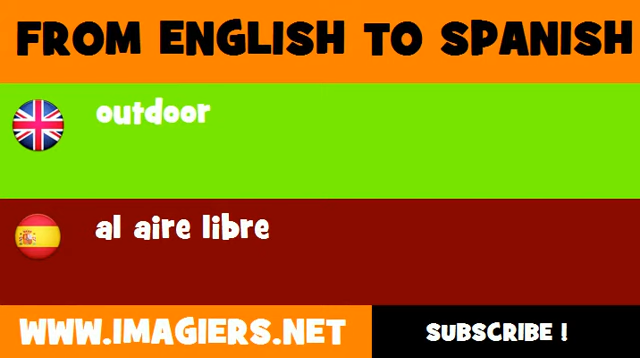 FROM ENGLISH TO SPANISH
outdoor
al aire libre
WWW.IMAGIERS.NET
SUBSCRIBE !